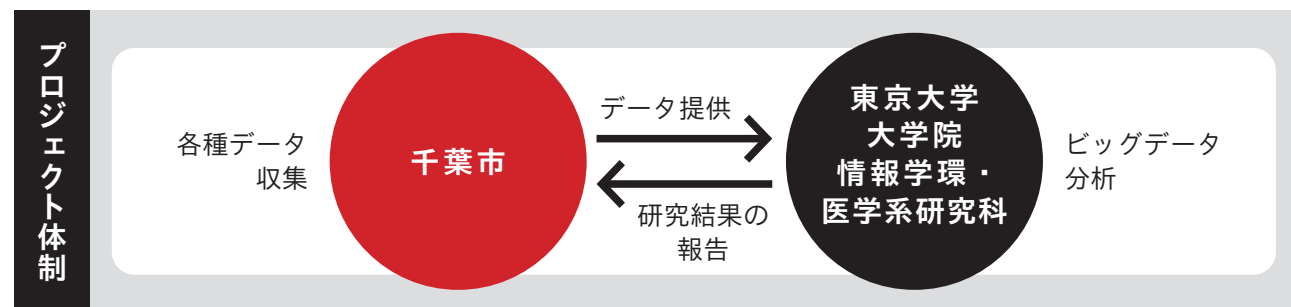 プロジェクト体制
各種データ
収集
千葉市
データ提供
研究結果の
報告
東京大学
大学院
情報学環・
医学系研究科
ビッグデータ
分析